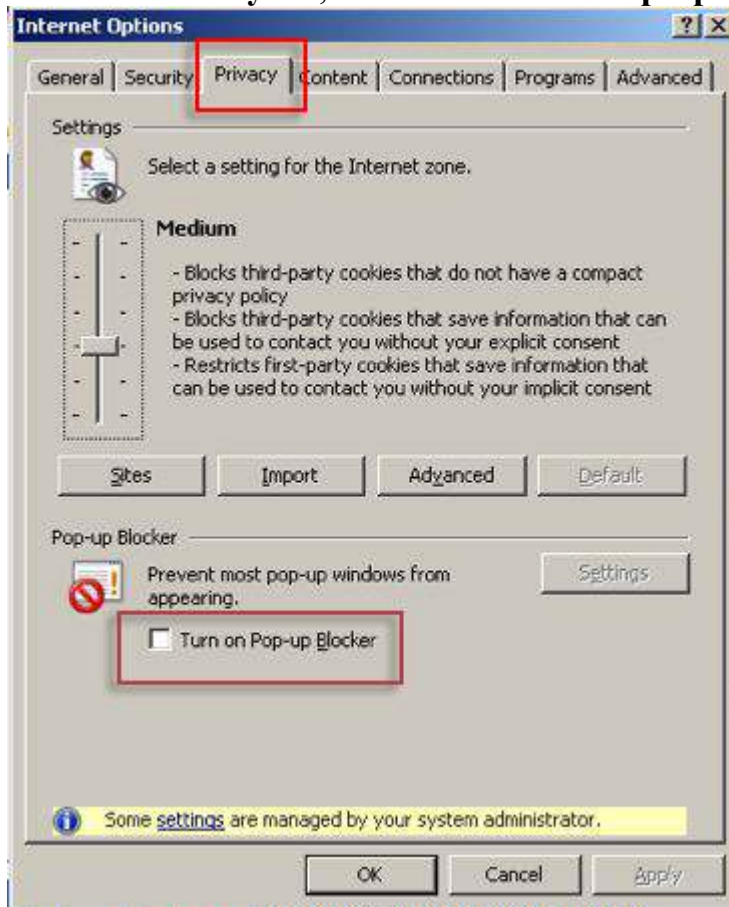 Internet Options
General Security Privacy Content Connections Programs Advanced
Settings
Select a setting for the Internet zone.
Medium
- Blocks third-party cookies that do not have a compact
privacy policy
- Blocks third-party cookies that save information that can
be used to contact you without your explicit consent
- Restricts first-party cookies that save information that
can be used to contact you without your implicit consent
Sites Import Advanced Default
Pop-up Blocker
Prevent most pop-up windows from Settings
appearing.
Turn on Pop-up Blocker
Some settings are managed by your system administrator.
OK Cancel Apply